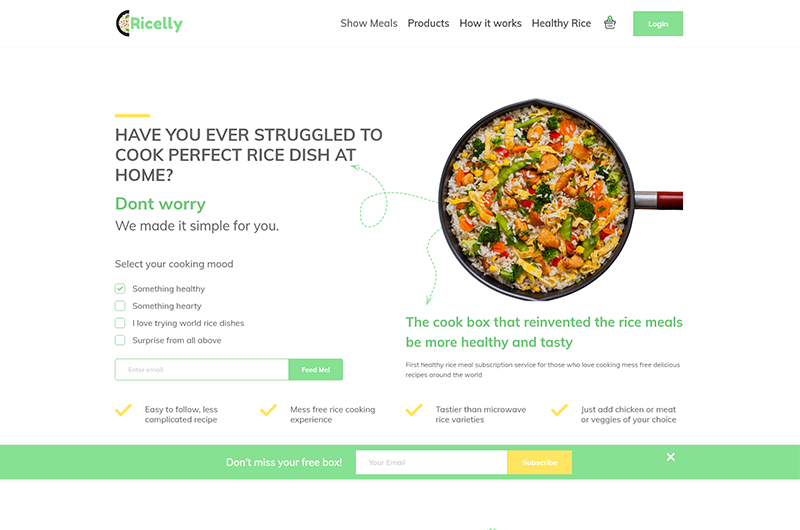 Ricelly
Show Meals Products How it works Healthy Rice Login
HAVE YOU EVER STRUGGLED TO
COOK PERFECT RICE DISH AT
HOME?
Dont worry
We made it simple for you.
Select your cooking mood
Something healthy
Something hearty
I love trying world rice dishes
Surprise from all above
Enter email Feed Me!
The cook box that reinvented the rice meals
be more healthy and tasty
First healthy rice meal subscription service for those who love cooking mess free delicious
recipes around the world
Easy to follow, less
complicated recipe
Mess free rice cooking
experience
Tastier than microwave
rice varieties
Just add chicken or meat
or veggies of your choice
Don't miss your free box! Your Email Subscribe